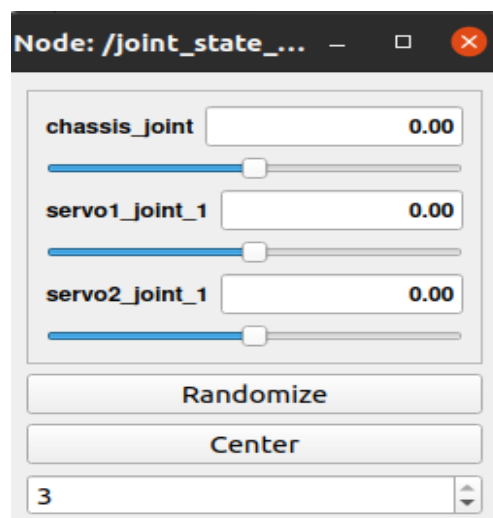 Node: /joint_state_...
chassis_joint 0.00
servo1_joint_1 0.00
servo2_joint_1 0.00
Randomize
Center
3